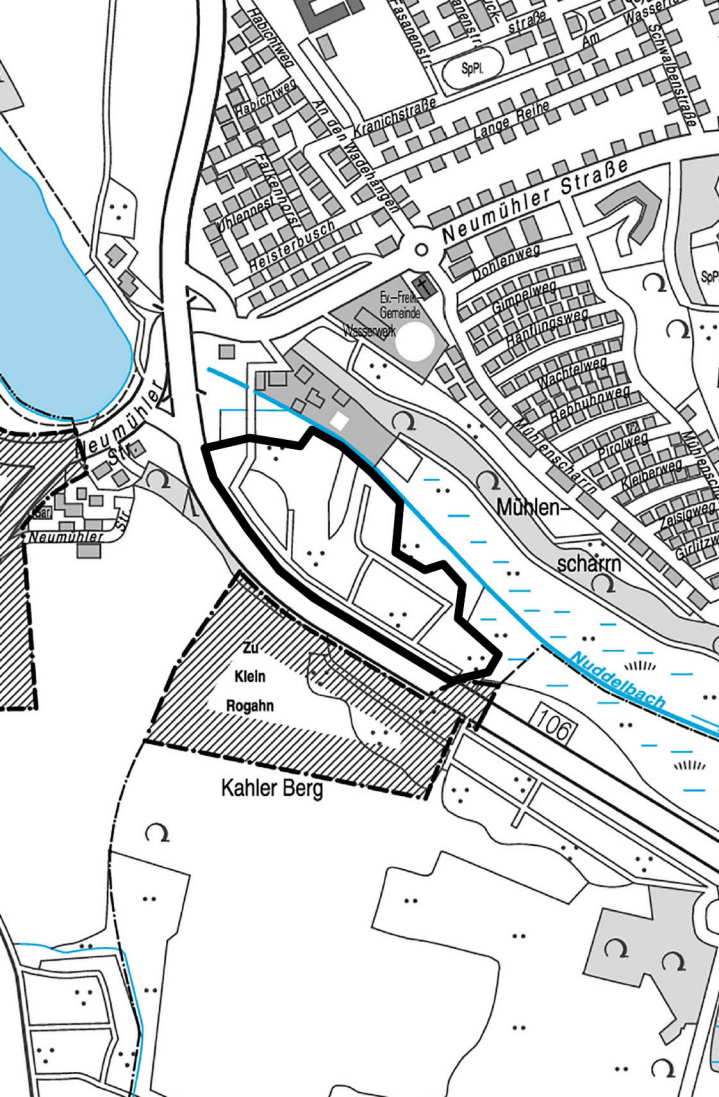 Habichtweg
Fasanenstr.
straße
Am
SpPl.
Schwalbenstraße
Habichtweg
An den Wadehängen
Kranichstraße
Lange Reihe
Falkenhorst
Uhlennest
Heisterbusch
Neumühler Straße
Dohlenweg
SpPl
Ev.–Freik.
Gemeinde
Wasserwerk
Gimpelweg
Hänflingsweg
Wachtelweg
Rebhuhnweg
Pirolweg
Kleiberweg
Zeisigweg
Girlitzw
Mühlenscharrn
Neumühler
Str.
Bar.
Neumühler
str.
Mühlen–
scharrn
Nuddelbach
Zu
Klein
Rogahn
106
Kahler Berg